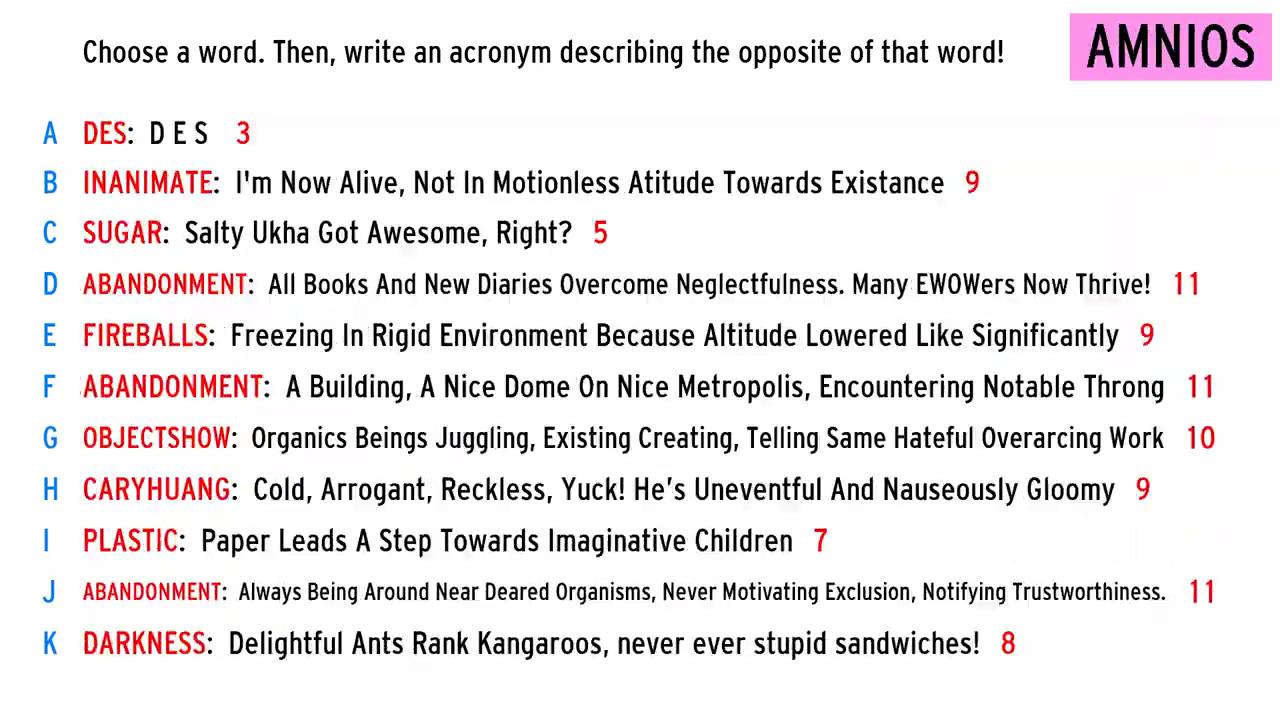 Choose a word. Then, write an acronym describing the opposite of that word!
AMNIOS
A DES: D E S 3
B INANIMATE: I'm Now Alive, Not In Motionless Atitude Towards Existance 9
C SUGAR: Salty Ukha Got Awesome, Right? 5
D ABANDONMENT: All Books And New Diaries Overcome Neglectfulness. Many EWOWers Now Thrive! 11
E FIREBALLS: Freezing In Rigid Environment Because Altitude Lowered Like Significantly 9
F ABANDONMENT: A Building, A Nice Dome On Nice Metropolis, Encountering Notable Throng 11
G OBJECTSHOW: Organics Beings Juggling, Existing Creating, Telling Same Hateful Overarcing Work 10
H CARYHUANG: Cold, Arrogant, Reckless, Yuck! He’s Uneventful And Nauseously Gloomy 9
I PLASTIC: Paper Leads A Step Towards Imaginative Children 7
J ABANDONMENT: Always Being Around Near Deared Organisms, Never Motivating Exclusion, Notifying Trustworthiness. 11
K DARKNESS: Delightful Ants Rank Kangaroos, never ever stupid sandwiches! 8